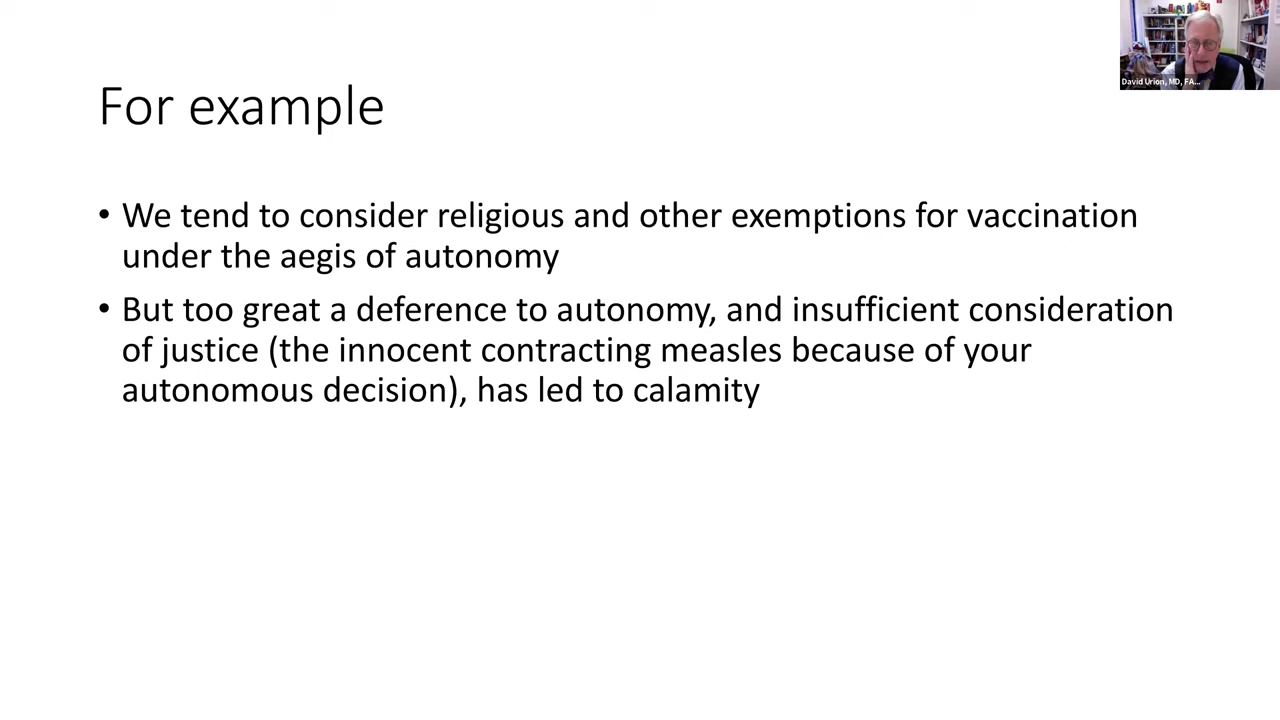 David Urion, MD, FA...
For example
• We tend to consider religious and other exemptions for vaccination
under the aegis of autonomy
• But too great a deference to autonomy, and insufficient consideration
of justice (the innocent contracting measles because of your
autonomous decision), has led to calamity